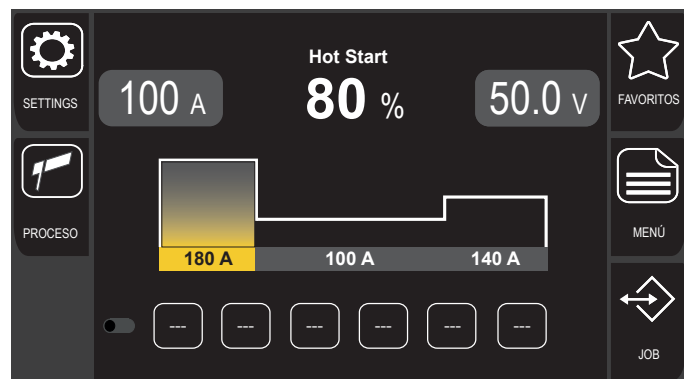 SETTINGS
Hot Start
FAVORITOS
100 A
80 %
50.0 V
PROCESO
MENÚ
180 A
100 A
140 A
---
---
---
---
---
---
JOB